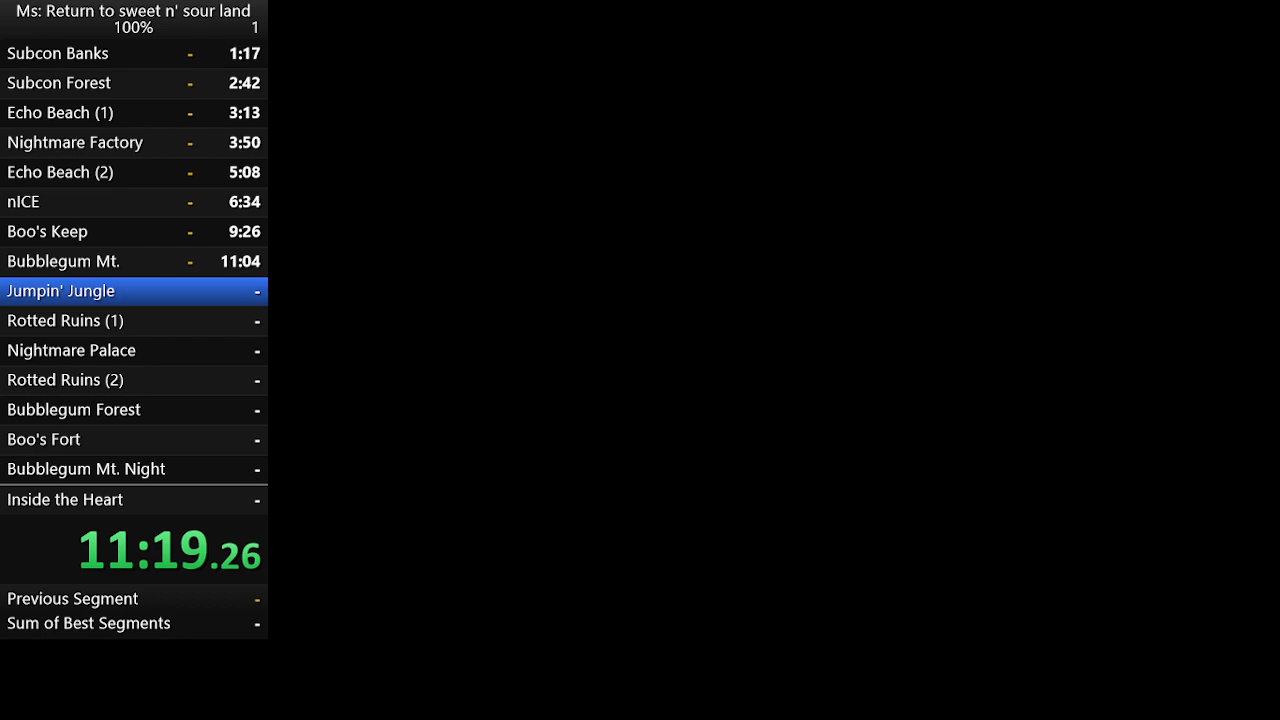 Ms: Return to sweet n' sour land
100% 1
Subcon Banks - 1:17
Subcon Forest - 2:42
Echo Beach (1) - 3:13
Nightmare Factory - 3:50
Echo Beach (2) - 5:08
nICE - 6:34
Boo's Keep - 9:26
Bubblegum Mt. - 11:04
Jumpin' Jungle -
Rotted Ruins (1) -
Nightmare Palace -
Rotted Ruins (2) -
Bubblegum Forest -
Boo's Fort -
Bubblegum Mt. Night -
Inside the Heart -
11:19.26
Previous Segment -
Sum of Best Segments -